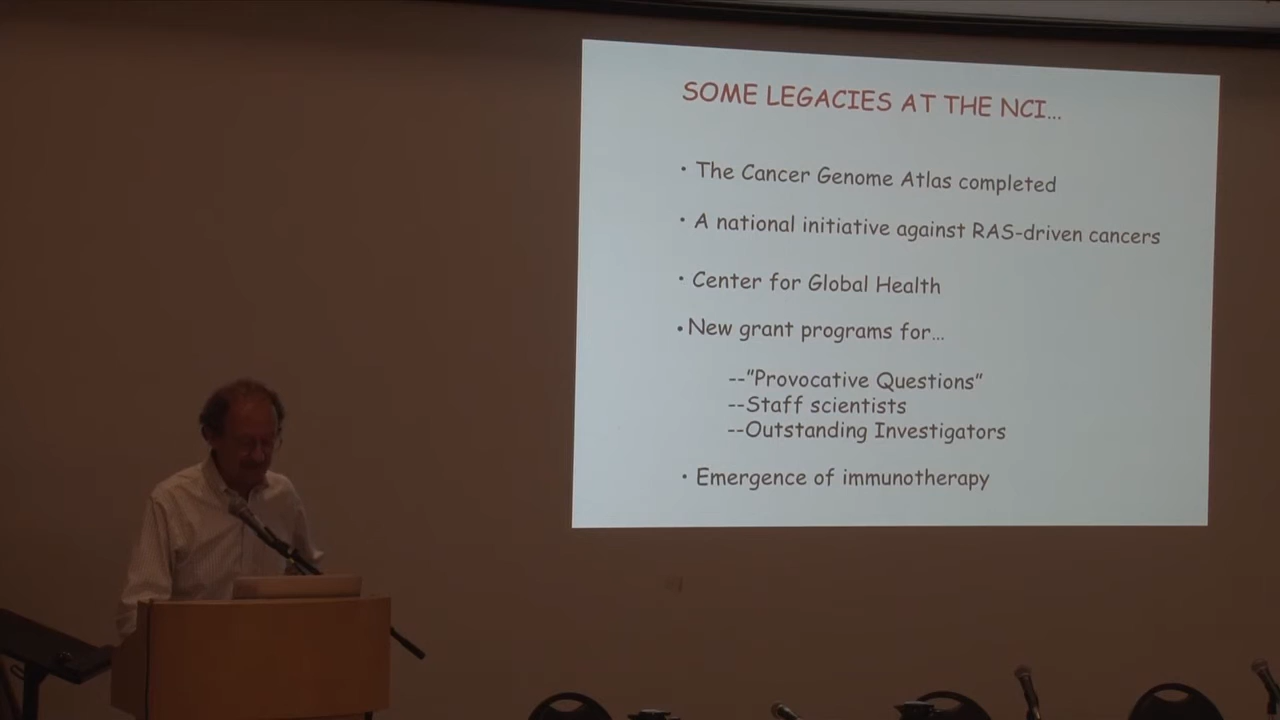 SOME LEGACIES AT THE NCI…
• The Cancer Genome Atlas completed
• A national initiative against RAS-driven cancers
• Center for Global Health
• New grant programs for…
--"Provocative Questions"
--Staff scientists
--Outstanding Investigators
• Emergence of immunotherapy